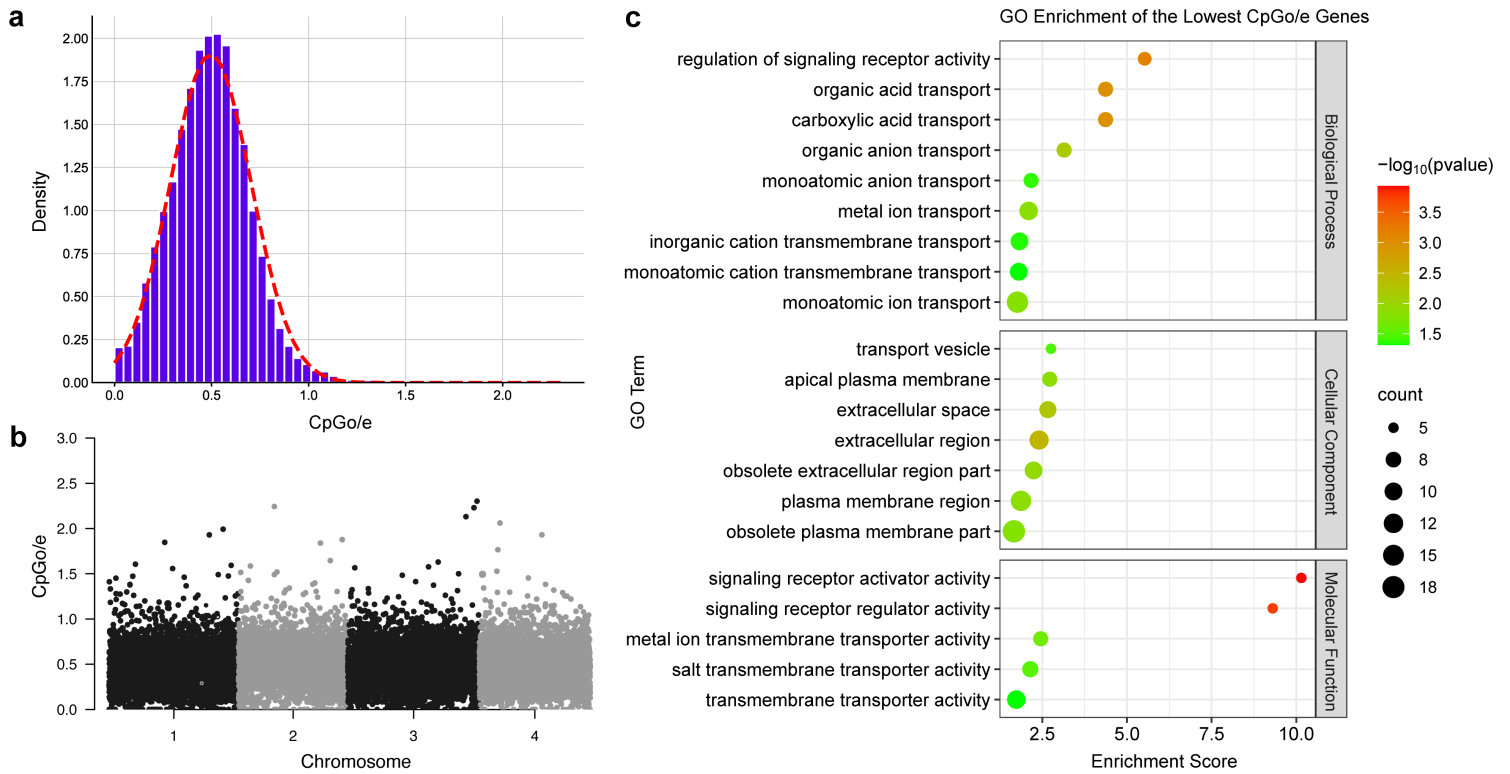 a
2.00
1.75
1.50
1.25
1.00
0.75
0.50
0.25
0.00
Density
0.0
0.5
1.0
1.5
2.0
CpGo/e
b
3.0
2.5
2.0
1.5
1.0
0.5
0.0
CpGo/e
1
2
3
4
Chromosome
c
GO Enrichment of the Lowest CpGo/e Genes
GO Term
regulation of signaling receptor activity
organic acid transport
carboxylic acid transport
organic anion transport
monoatomic anion transport
metal ion transport
inorganic cation transmembrane transport
monoatomic cation transmembrane transport
monoatomic ion transport
Biological Process
transport vesicle
apical plasma membrane
extracellular space
extracellular region
obsolete extracellular region part
plasma membrane region
obsolete plasma membrane part
Cellular Component
signaling receptor activator activity
signaling receptor regulator activity
metal ion transmembrane transporter activity
salt transmembrane transporter activity
transmembrane transporter activity
Molecular Function
2.5
5.0
7.5
10.0
Enrichment Score
−log₁₀(pvalue)
3.5
3.0
2.5
2.0
1.5
count
5
8
10
12
15
18